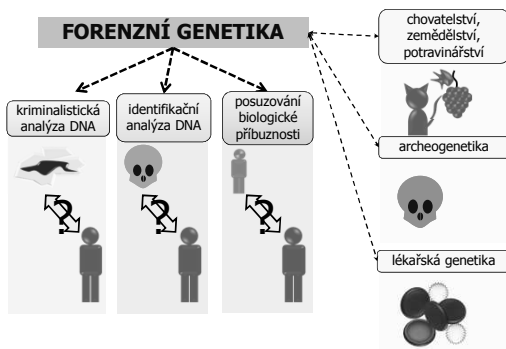 FORENZNÍ GENETIKA
kriminalistická
analýza DNA
identifikační
analýza DNA
posuzování
biologické
příbuznosti
?
?
?
chovatelství,
zemědělství,
potravinářství
archeogenetika
lékařská genetika